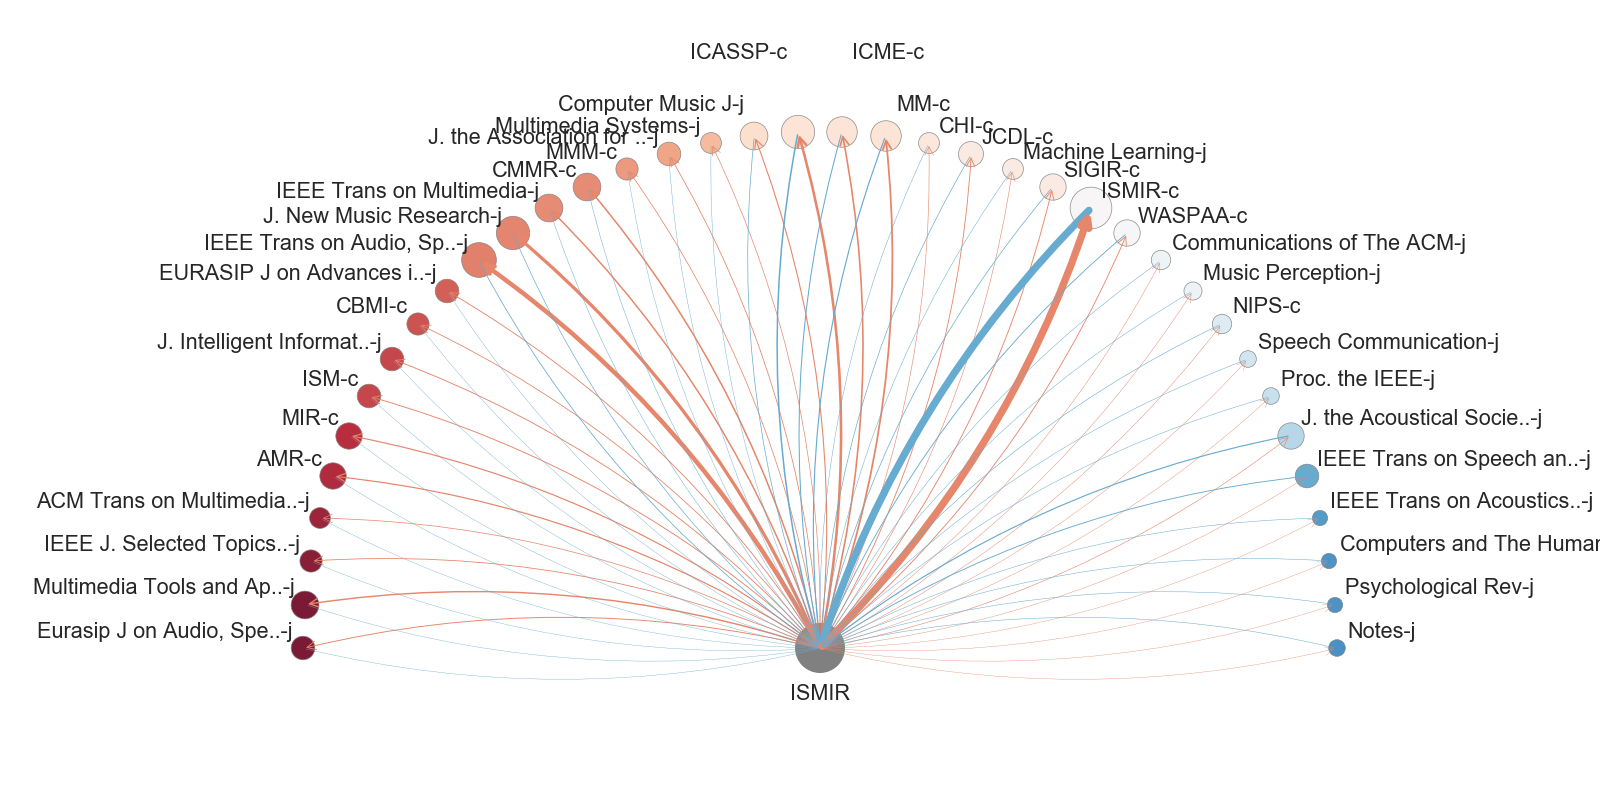 ICASSP-c
ICME-c
Computer Music J-j
MM-c
Multimedia Systems-j
CHI-c
J. the Association for ..-j
JCDL-c
MMM-c
Machine Learning-j
CMMR-c
SIGIR-c
IEEE Trans on Multimedia-j
ISMIR-c
J. New Music Research-j
WASPAA-c
IEEE Trans on Audio, Sp..-j
Communications of The ACM-j
EURASIP J on Advances i..-j
Music Perception-j
CBMI-c
NIPS-c
J. Intelligent Informat..-j
Speech Communication-j
ISM-c
Proc. the IEEE-j
MIR-c
J. the Acoustical Socie..-j
AMR-c
IEEE Trans on Speech an..-j
ACM Trans on Multimedia..-j
IEEE Trans on Acoustics..-j
IEEE J. Selected Topics..-j
Computers and The Human
Multimedia Tools and Ap..-j
Psychological Rev-j
Eurasip J on Audio, Spe..-j
Notes-j
ISMIR